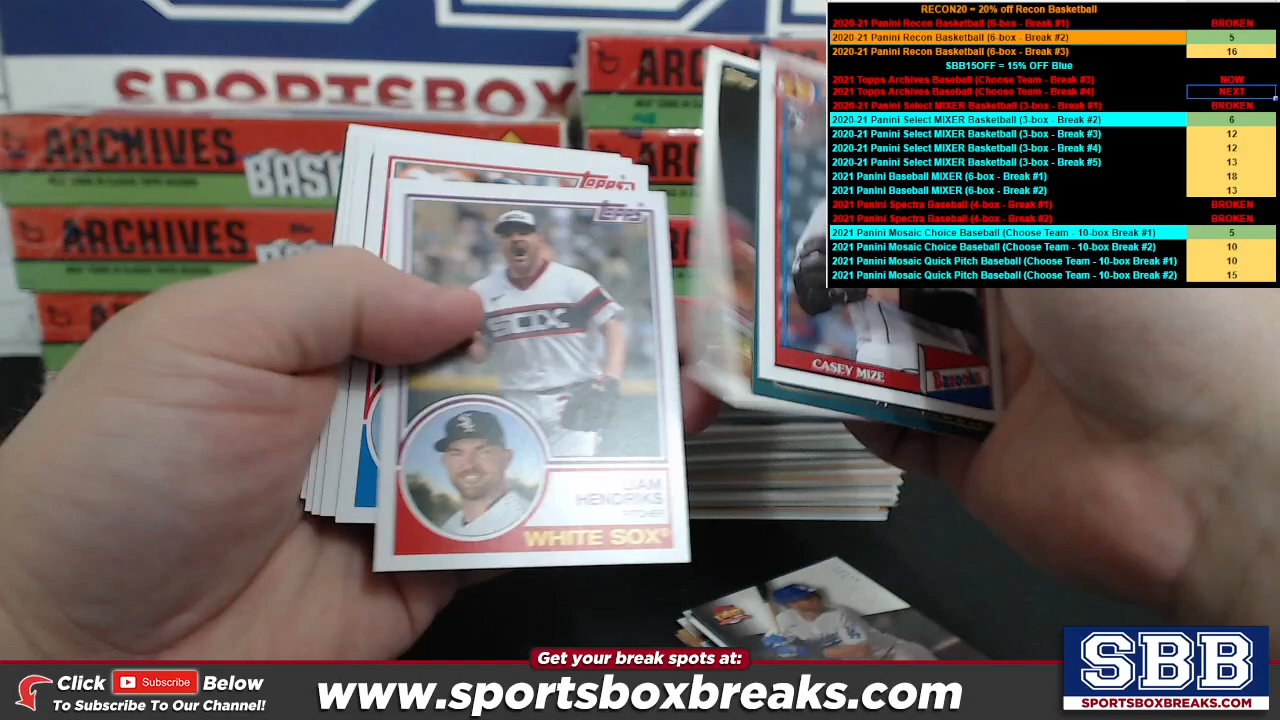 RECON20 = 20% off Recon Basketball
2020-21 Panini Recon Basketball (6-box - Break #1) BROKEN
2020-21 Panini Recon Basketball (6-box - Break #2) 5
2020-21 Panini Recon Basketball (6-box - Break #3) 16
SBB15OFF = 15% OFF Blue
2021 Topps Archives Baseball (Choose Team - Break #3) NOW
2021 Topps Archives Baseball (Choose Team - Break #4) NEXT
2020-21 Panini Select MIXER Basketball (3-box - Break #1) BROKEN
2020-21 Panini Select MIXER Basketball (3-box - Break #2) 6
2020-21 Panini Select MIXER Basketball (3-box - Break #3) 12
2020-21 Panini Select MIXER Basketball (3-box - Break #4) 12
2020-21 Panini Select MIXER Basketball (3-box - Break #5) 13
2021 Panini Baseball MIXER (6-box - Break #1) 18
2021 Panini Baseball MIXER (6-box - Break #2) 13
2021 Panini Spectra Baseball (4-box - Break #1) BROKEN
2021 Panini Spectra Baseball (4-box - Break #2) BROKEN
2021 Panini Mosaic Choice Baseball (Choose Team - 10-box Break #1) 5
2021 Panini Mosaic Choice Baseball (Choose Team - 10-box Break #2) 10
2021 Panini Mosaic Quick Pitch Baseball (Choose Team - 10-box Break #1) 10
2021 Panini Mosaic Quick Pitch Baseball (Choose Team - 10-box Break #2) 15
SPORTSBOX
ARCHIVES
ARCHIVES
BAS
Topps
Topps
SOX
CASEY MIZE
Bazooka
LIAM
HENDRIKS
PITCHER
WHITE SOX
Get your break spots at:
Click Subscribe Below
To Subscribe To Our Channel!
www.sportsboxbreaks.com
SBB
SPORTSBOXBREAKS.COM